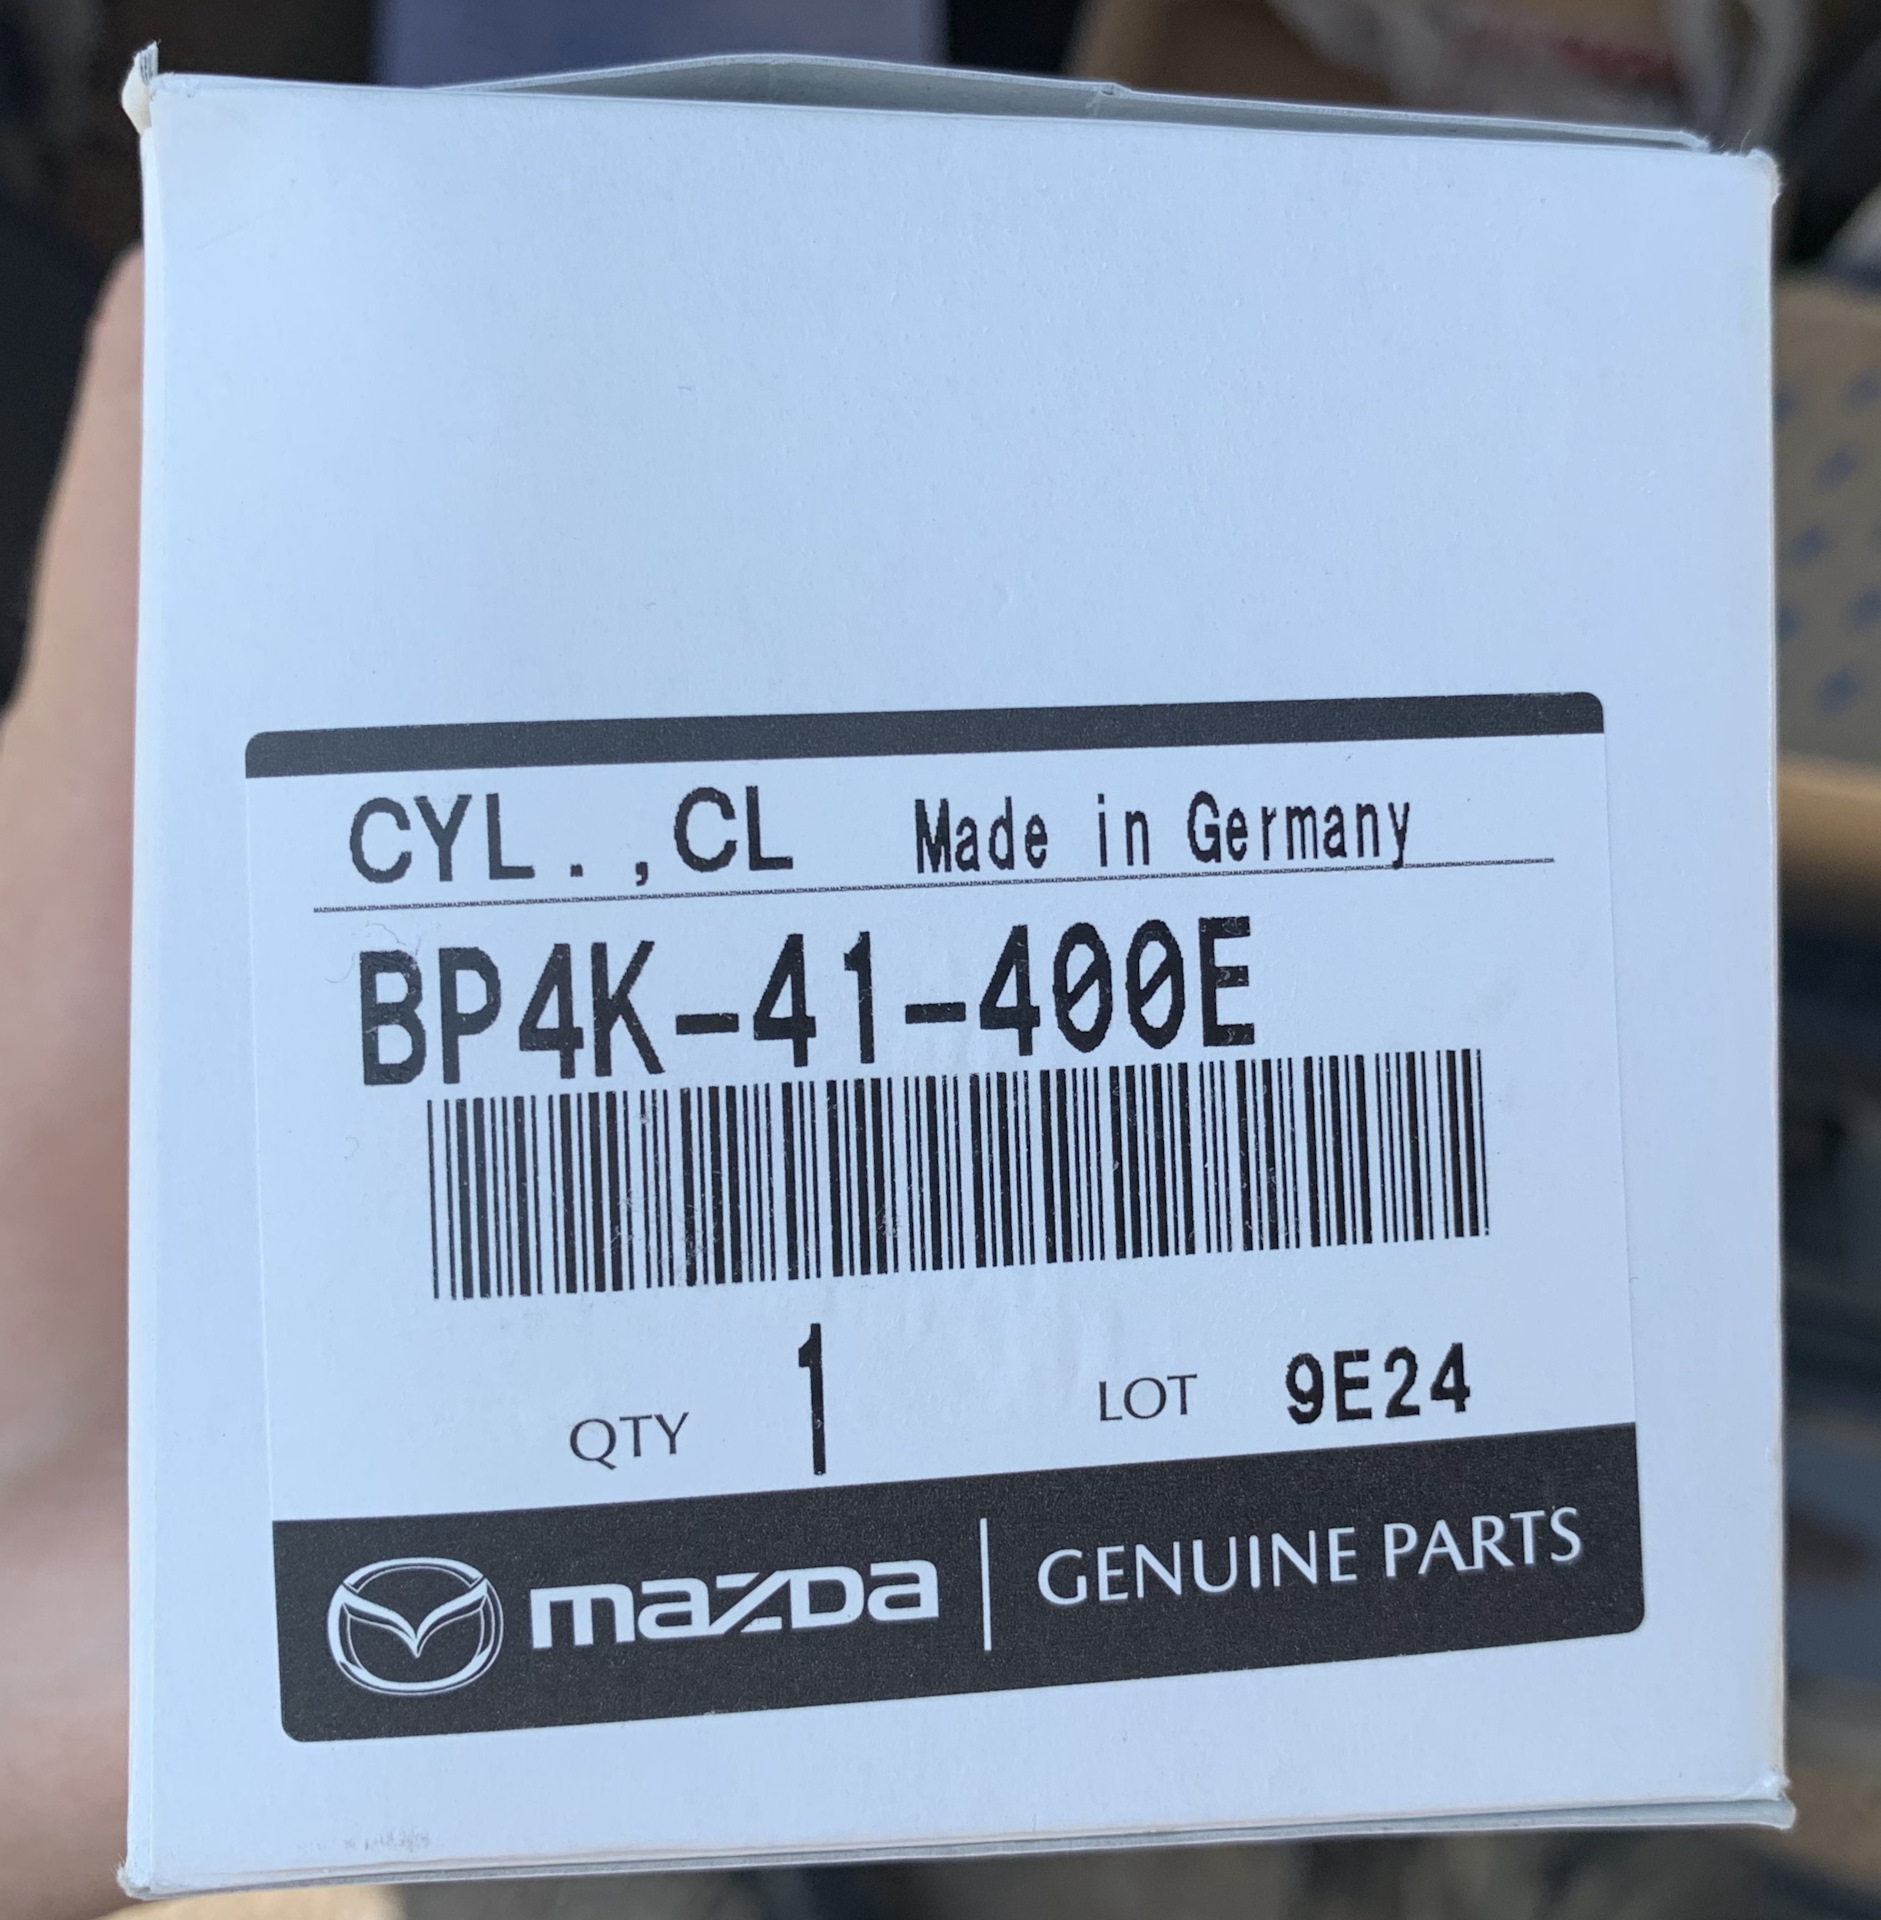 CYL.,CL Made in Germany
BP4K-41-400E
QTY 1 LOT 9E24
mazda GENUINE PARTS